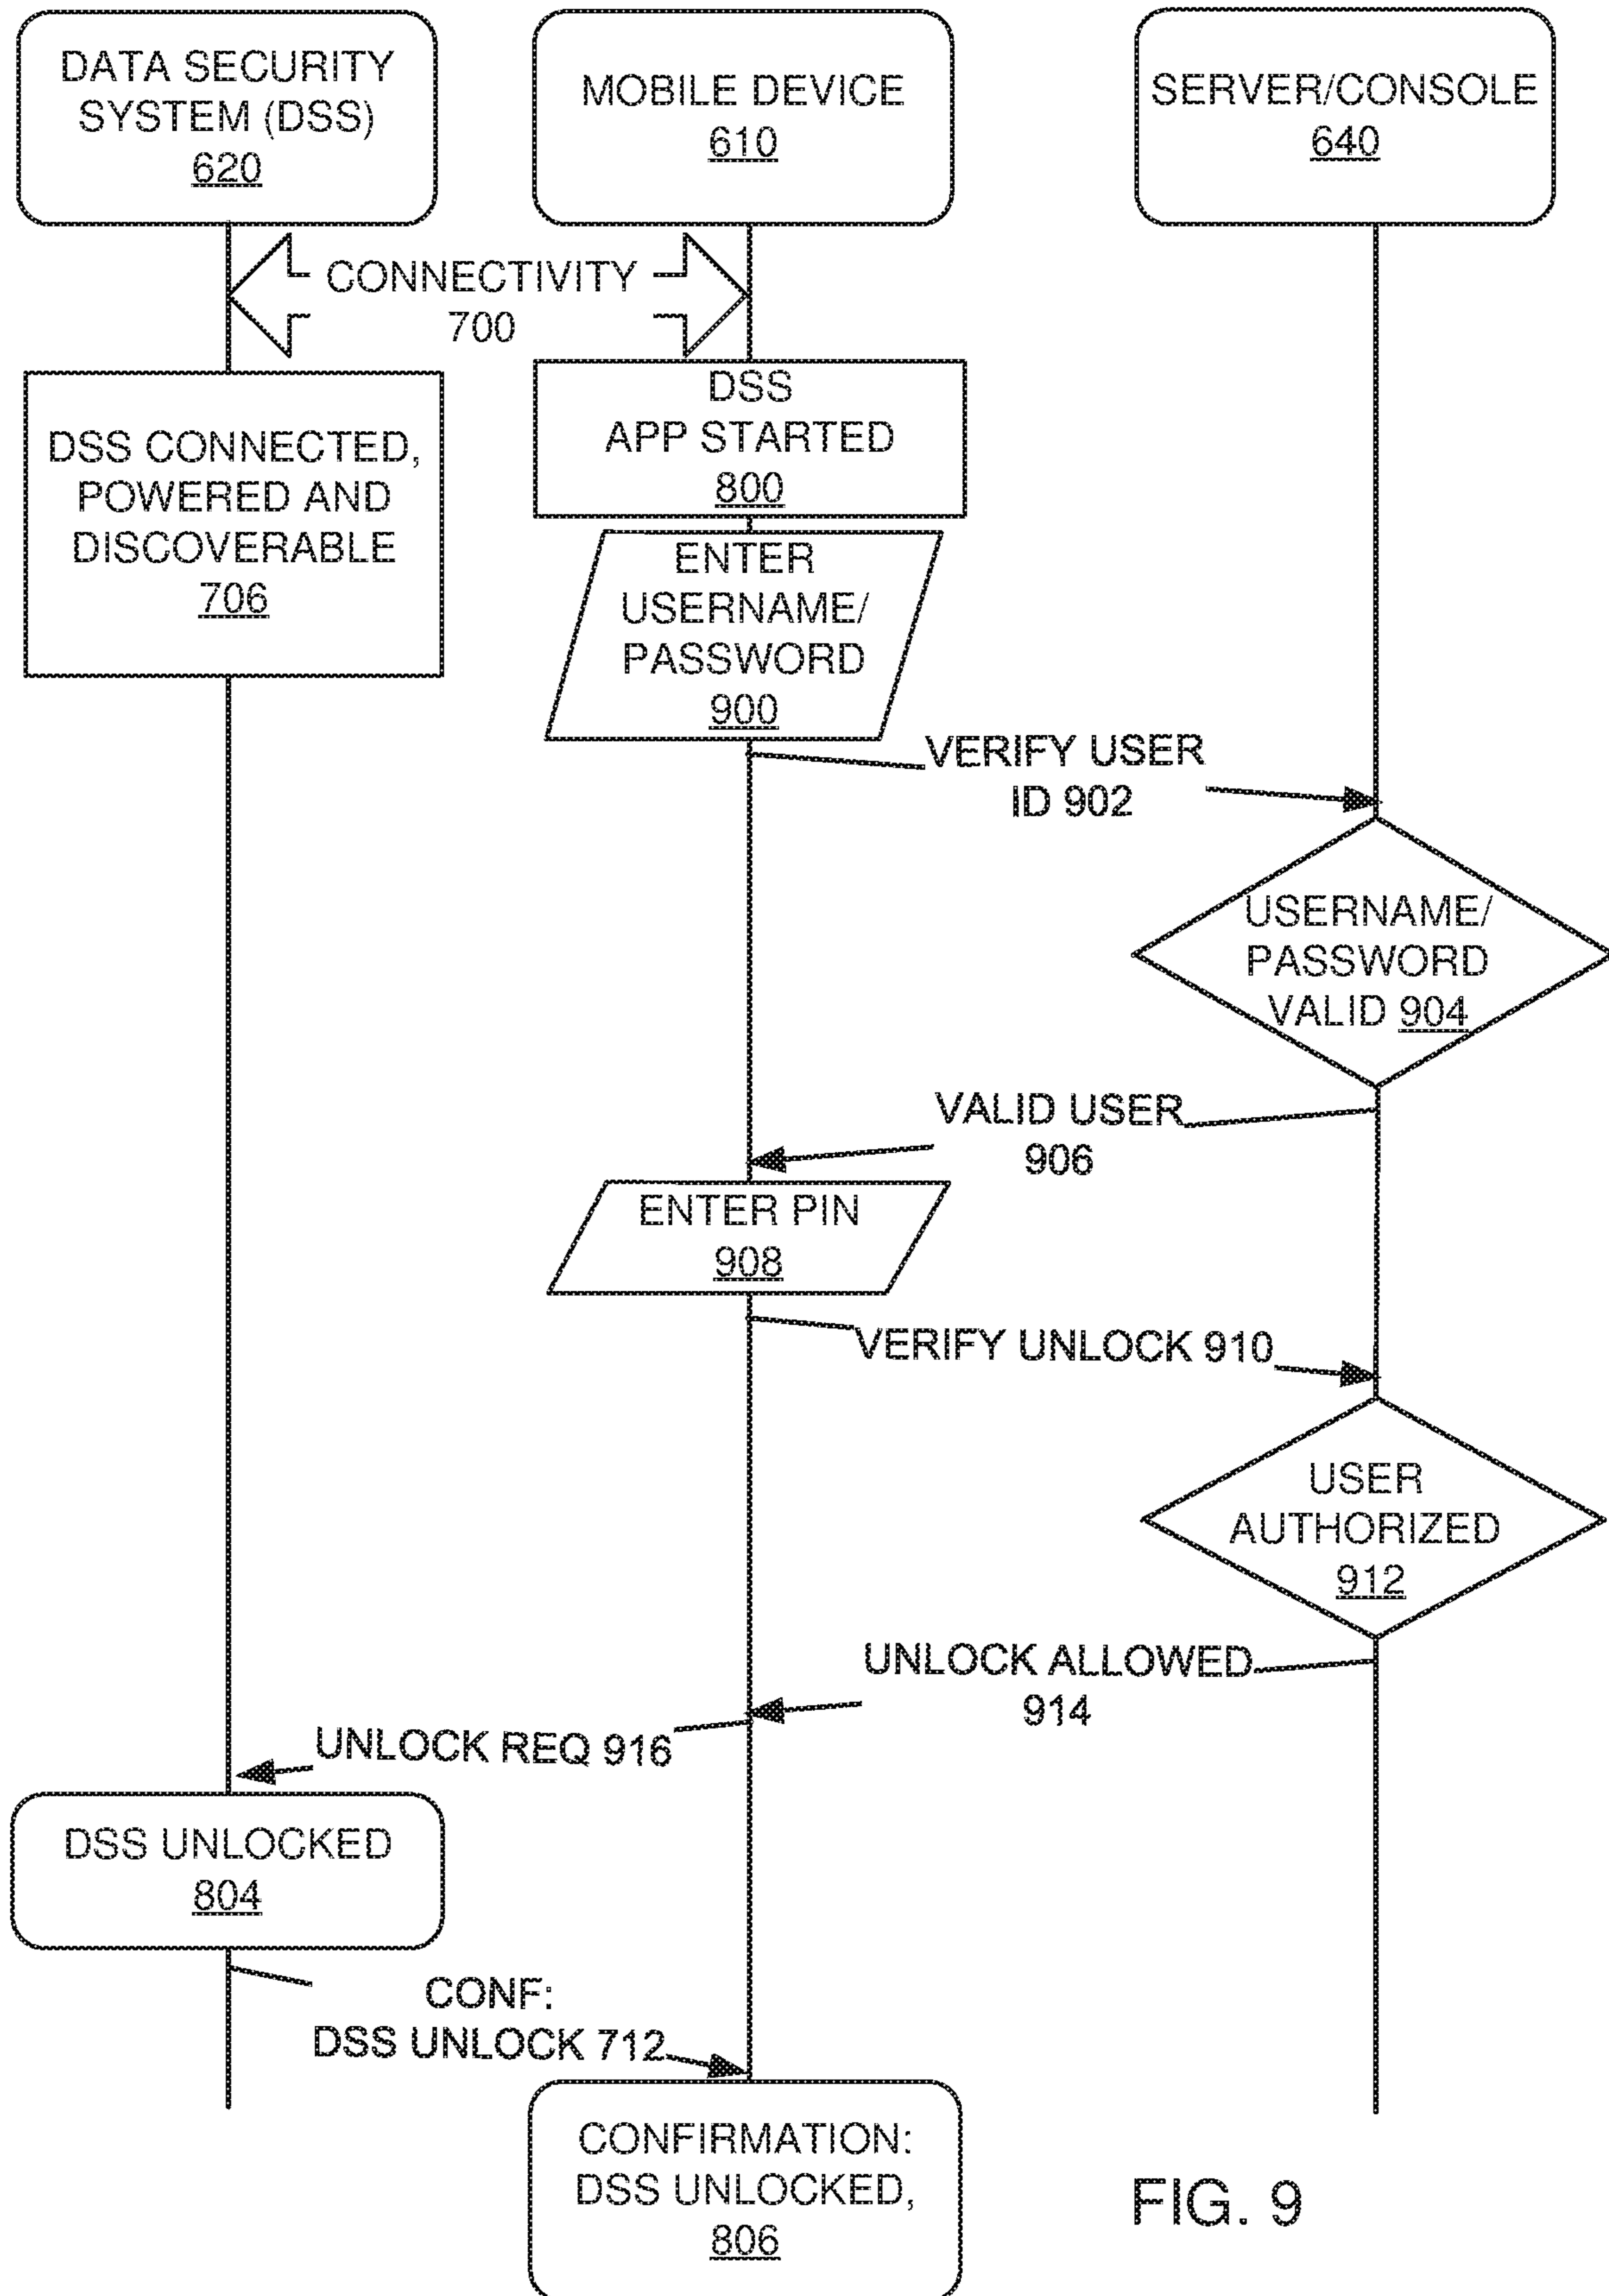 DATA SECURITY
SYSTEM (DSS)
620
MOBILE DEVICE
610
SERVER/CONSOLE
640
CONNECTIVITY
700
DSS CONNECTED,
POWERED AND
DISCOVERABLE
706
DSS
APP STARTED
800
ENTER
USERNAME/
PASSWORD
900
VERIFY USER
ID 902
USERNAME/
PASSWORD
VALID 904
VALID USER
906
ENTER PIN
908
VERIFY UNLOCK 910
USER
AUTHORIZED
912
UNLOCK ALLOWED
914
UNLOCK REQ 916
DSS UNLOCKED
804
CONF:
DSS UNLOCK 712
CONFIRMATION:
DSS UNLOCKED,
806
FIG. 9